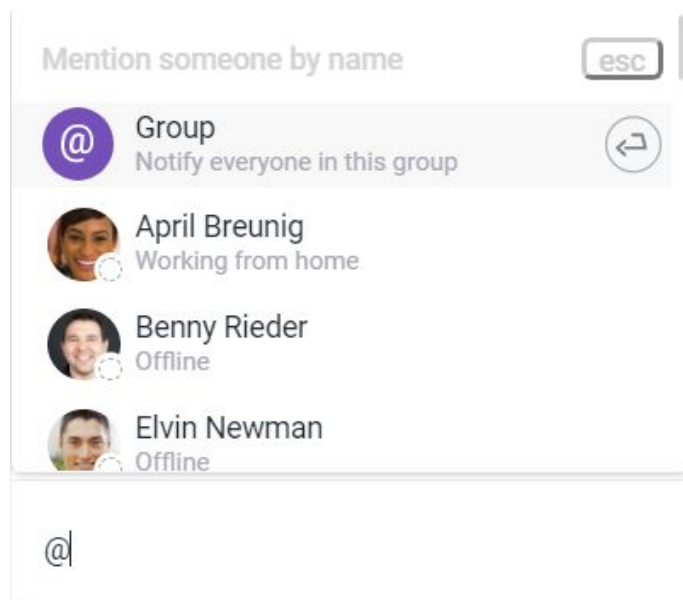 Mention someone by name esc
@ Group
Notify everyone in this group
April Breunig
Working from home
Benny Rieder
Offline
Elvin Newman
Offline
@